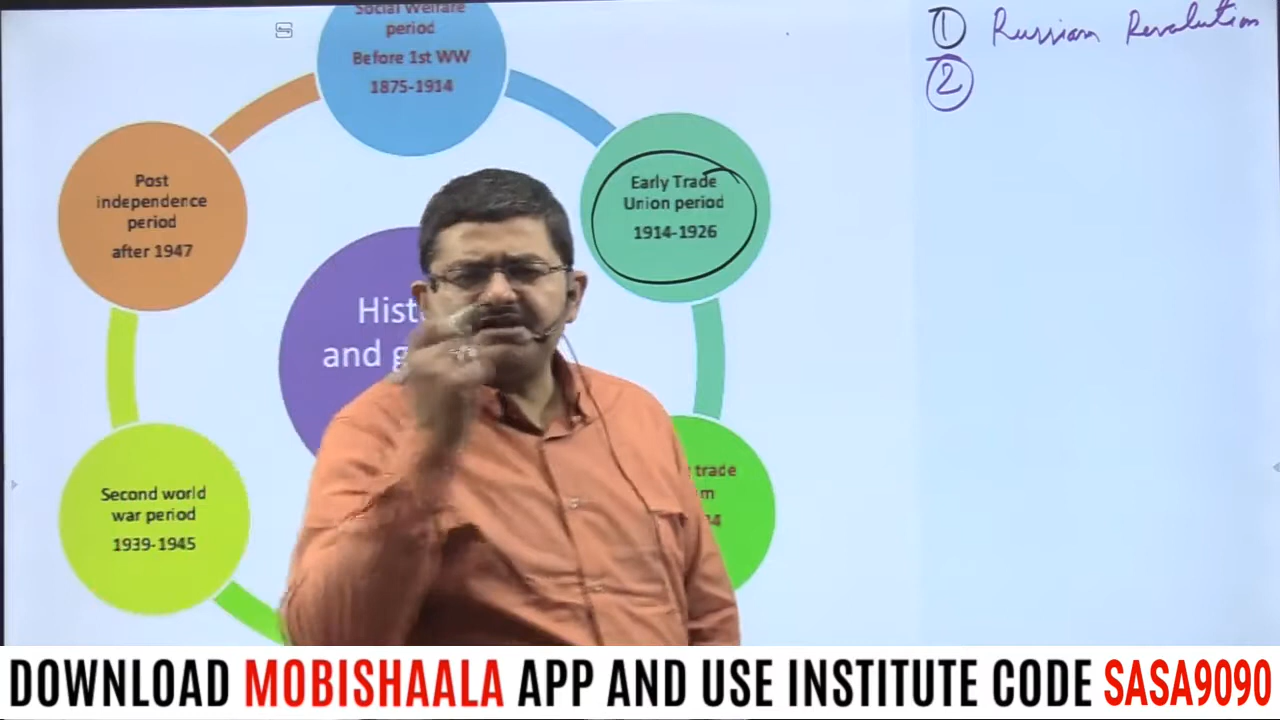 Social Welfare
period
Before 1st WW
1875-1914
① Russian Revolution
②
Early Trade
Union period
1914-1926
Post
independence
period
after 1947
Hist
and g
trade
m
Second world
war period
1939-1945
DOWNLOAD MOBISHAALA APP AND USE INSTITUTE CODE SASA9090